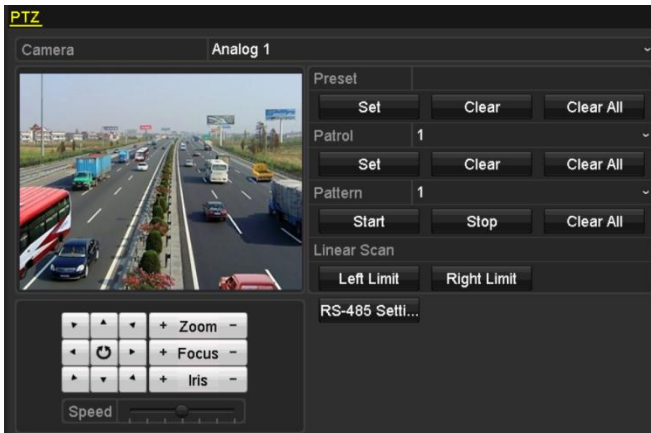 PTZ
Camera Analog 1
Preset
Set Clear Clear All
Patrol 1
Set Clear Clear All
Pattern 1
Start Stop Clear All
Linear Scan
Left Limit Right Limit
RS-485 Setti...
+ Zoom -
+ Focus -
+ Iris -
Speed